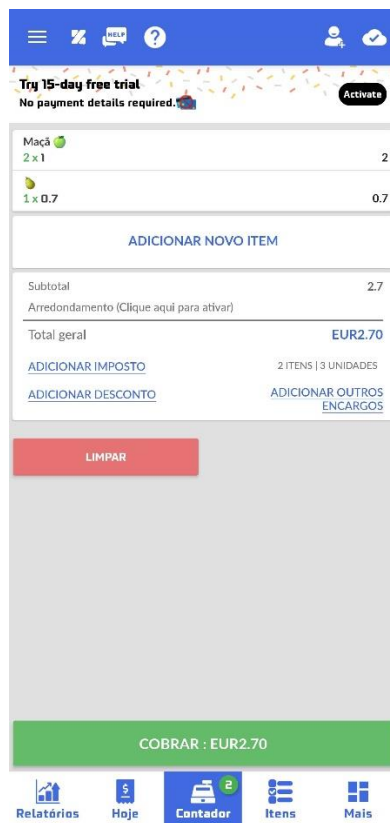 HELP
Try 15-day free trial
No payment details required.
Activate
Maçã
2 x 1 2
1 x 0.7 0.7
ADICIONAR NOVO ITEM
Subtotal 2.7
Arredondamento (Clique aqui para ativar)
Total geral EUR2.70
ADICIONAR IMPOSTO 2 ITENS | 3 UNIDADES
ADICIONAR DESCONTO ADICIONAR OUTROS
ENCARGOS
LIMPAR
COBRAR : EUR2.70
2
Relatórios Hoje Contador Itens Mais